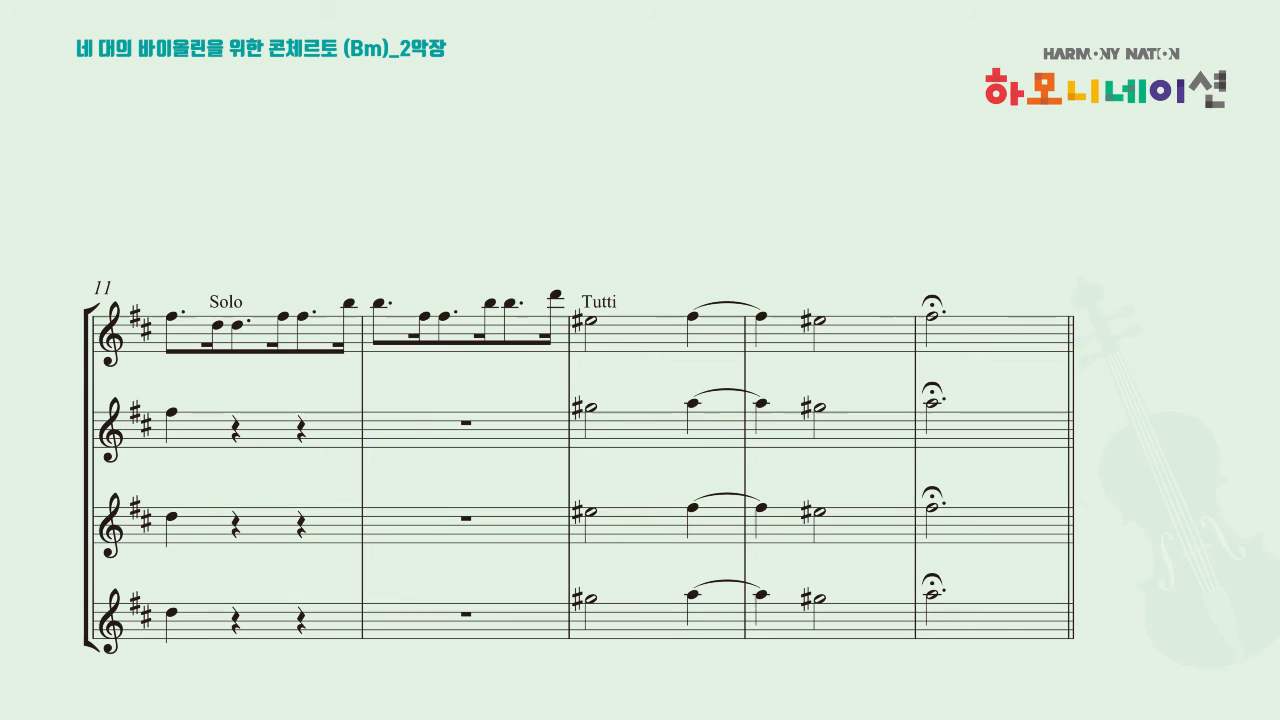 네 대의 바이올린을 위한 콘체르토 (Bm)_2악장
HARMONY NATION
하모니네이션
11
Solo
Tutti